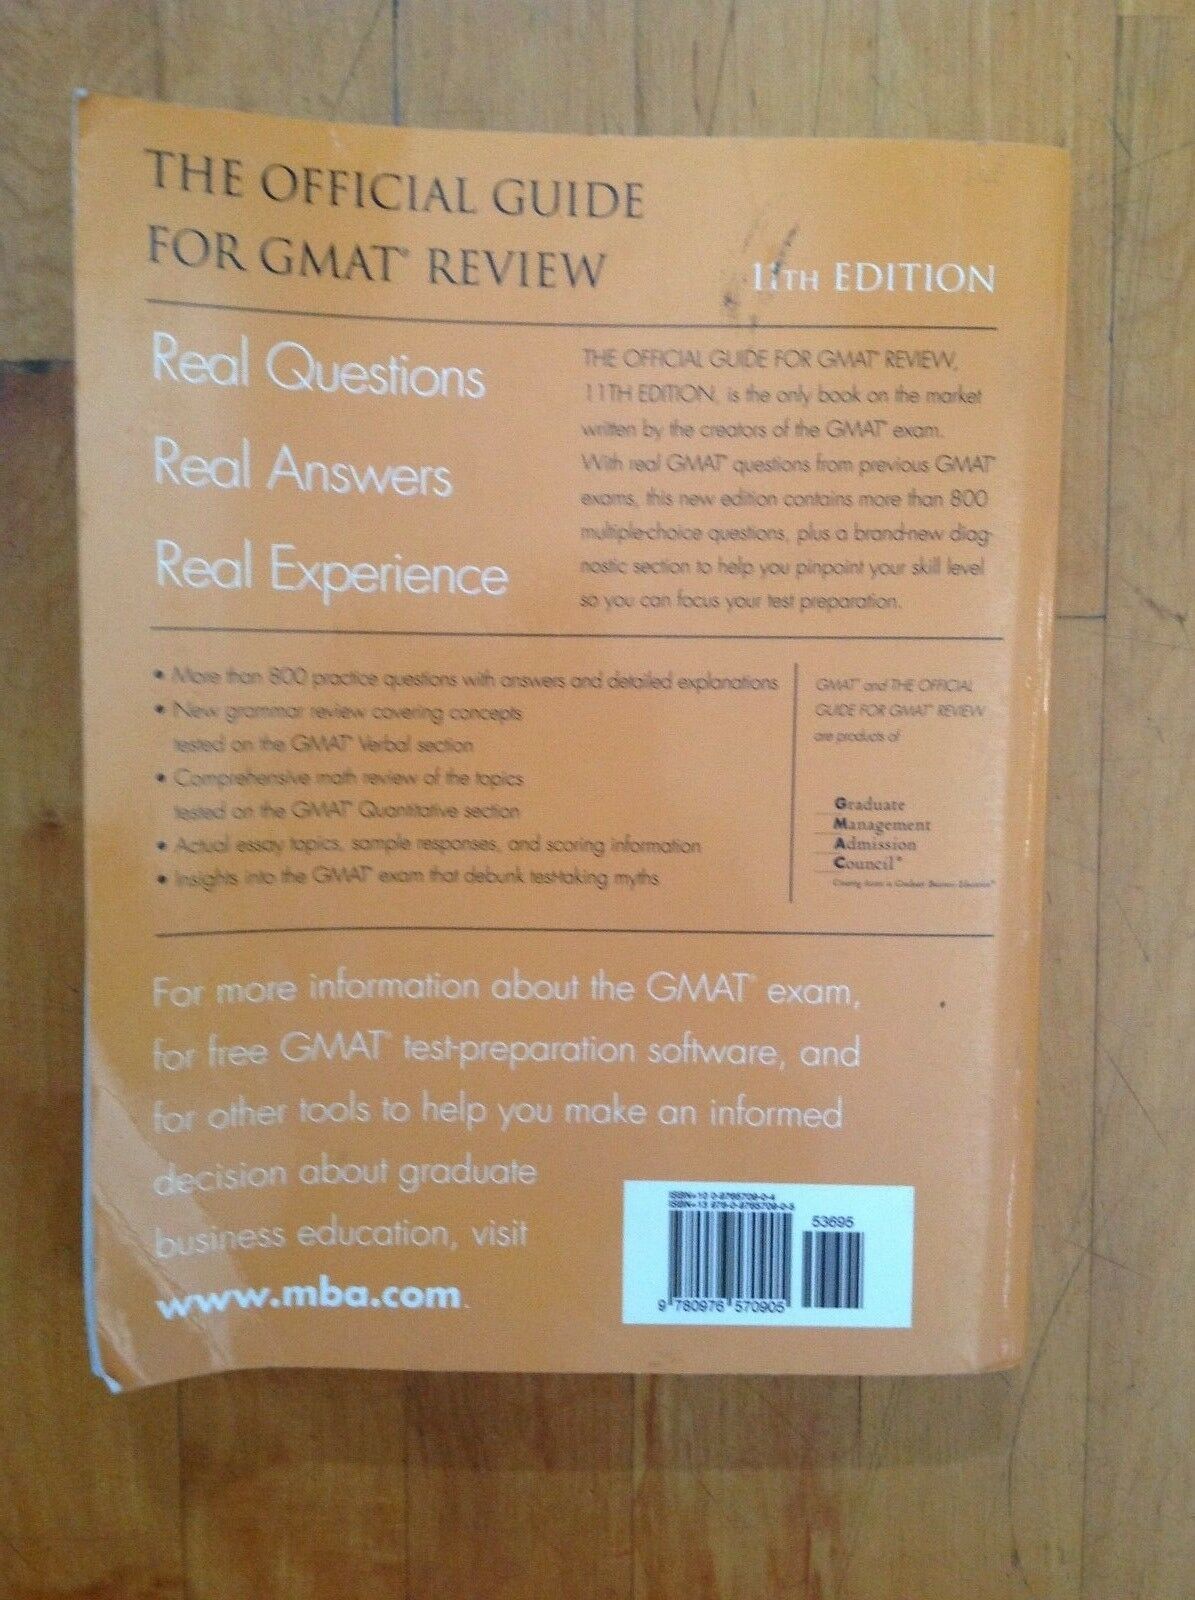 THE OFFICIAL GUIDE
FOR GMAT® REVIEW
11TH EDITION
Real Questions
Real Answers
Real Experience
THE OFFICIAL GUIDE FOR GMAT® REVIEW,
11TH EDITION, is the only book on the market
written by the creators of the GMAT® exam.
With real GMAT® questions from previous GMAT®
exams, this new edition contains more than 800
multiple-choice questions, plus a brand-new diag-
nostic section to help you pinpoint your skill level
so you can focus your test preparation.
• More than 800 practice questions with answers and detailed explanations
• New grammar review covering concepts
tested on the GMAT® Verbal section
• Comprehensive math review of the topics
tested on the GMAT® Quantitative section
• Actual essay topics, sample responses, and scoring information
• Insights into the GMAT® exam that debunk test-taking myths
GMAT® and THE OFFICIAL
GUIDE FOR GMAT® REVIEW
are products of
Graduate
Management
Admission
Council®
For more information about the GMAT® exam,
for free GMAT® test-preparation software, and
for other tools to help you make an informed
decision about graduate
business education, visit
www.mba.com
ISBN-10
ISBN-13
53695
9 780976 570905